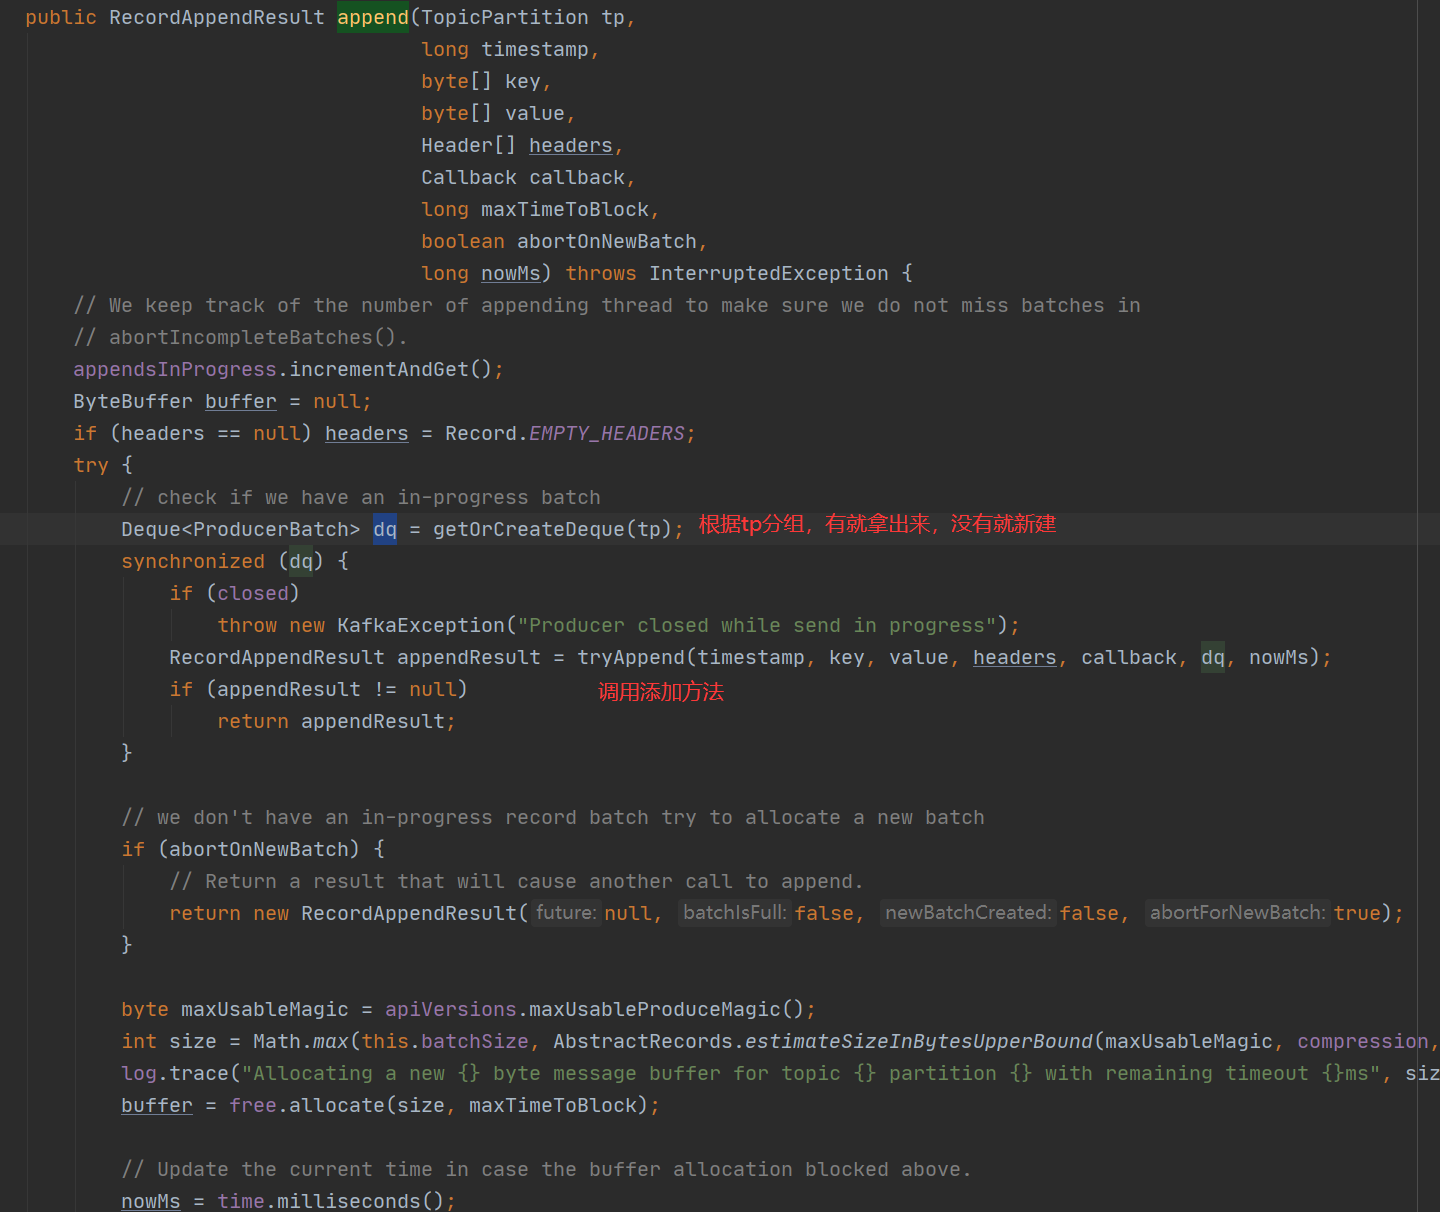 public RecordAppendResult append(TopicPartition tp,
long timestamp,
byte[] key,
byte[] value,
Header[] headers,
Callback callback,
long maxTimeToBlock,
boolean abortOnNewBatch,
long nowMs) throws InterruptedException {
// We keep track of the number of appending thread to make sure we do not miss batches in
// abortIncompleteBatches().
appendsInProgress.incrementAndGet();
ByteBuffer buffer = null;
if (headers == null) headers = Record.EMPTY_HEADERS;
try {
// check if we have an in-progress batch
Deque<ProducerBatch> dq = getOrCreateDeque(tp); 根据tp分组，有就拿出来，没有就新建
synchronized (dq) {
if (closed)
throw new KafkaException("Producer closed while send in progress");
RecordAppendResult appendResult = tryAppend(timestamp, key, value, headers, callback, dq, nowMs);
if (appendResult != null) 调用添加方法
return appendResult;
}
// we don't have an in-progress record batch try to allocate a new batch
if (abortOnNewBatch) {
// Return a result that will cause another call to append.
return new RecordAppendResult( future: null, batchIsFull: false, newBatchCreated: false, abortForNewBatch: true);
}
byte maxUsableMagic = apiVersions.maxUsableProduceMagic();
int size = Math.max(this.batchSize, AbstractRecords.estimateSizeInBytesUpperBound(maxUsableMagic, compression,
log.trace("Allocating a new {} byte message buffer for topic {} partition {} with remaining timeout {}ms", siz
buffer = free.allocate(size, maxTimeToBlock);
// Update the current time in case the buffer allocation blocked above.
nowMs = time.milliseconds();